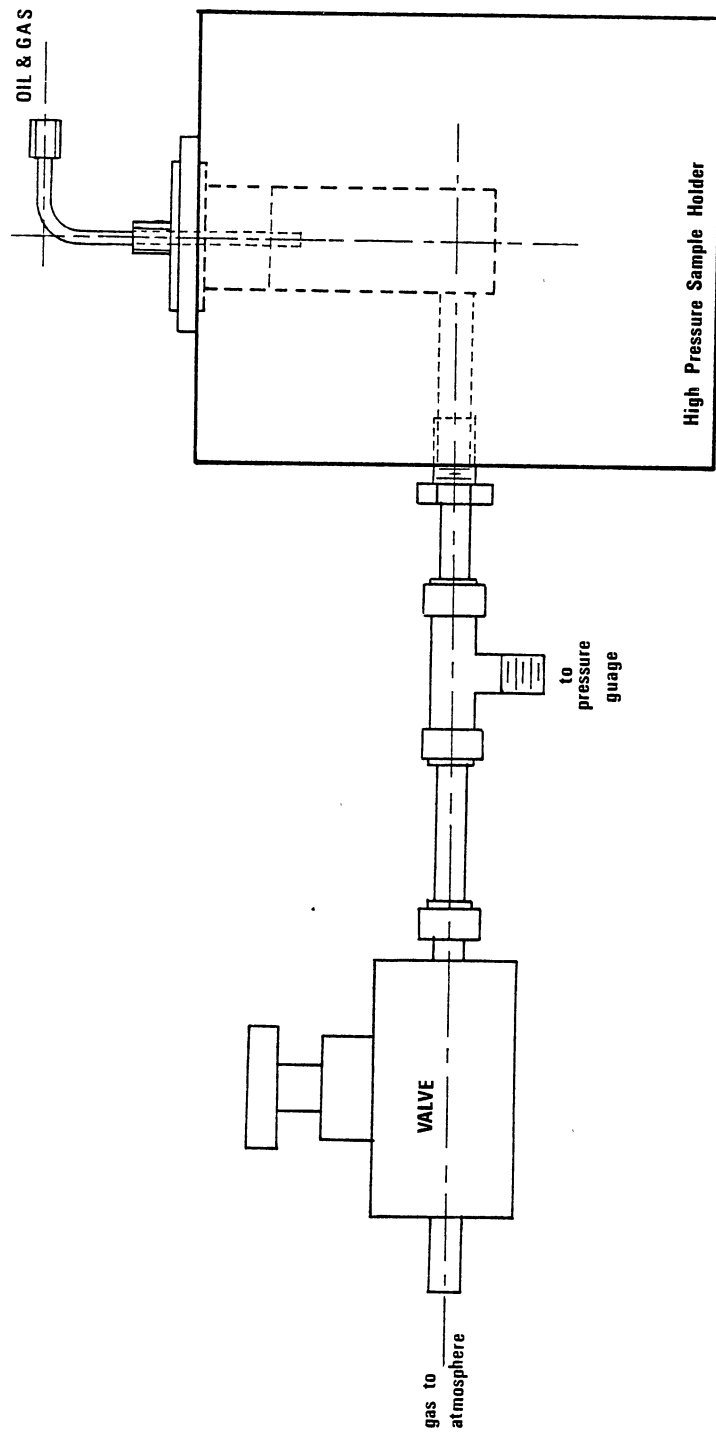 OIL & GAS
High Pressure Sample Holder
to
pressure
guage
VALVE
gas to
atmosphere